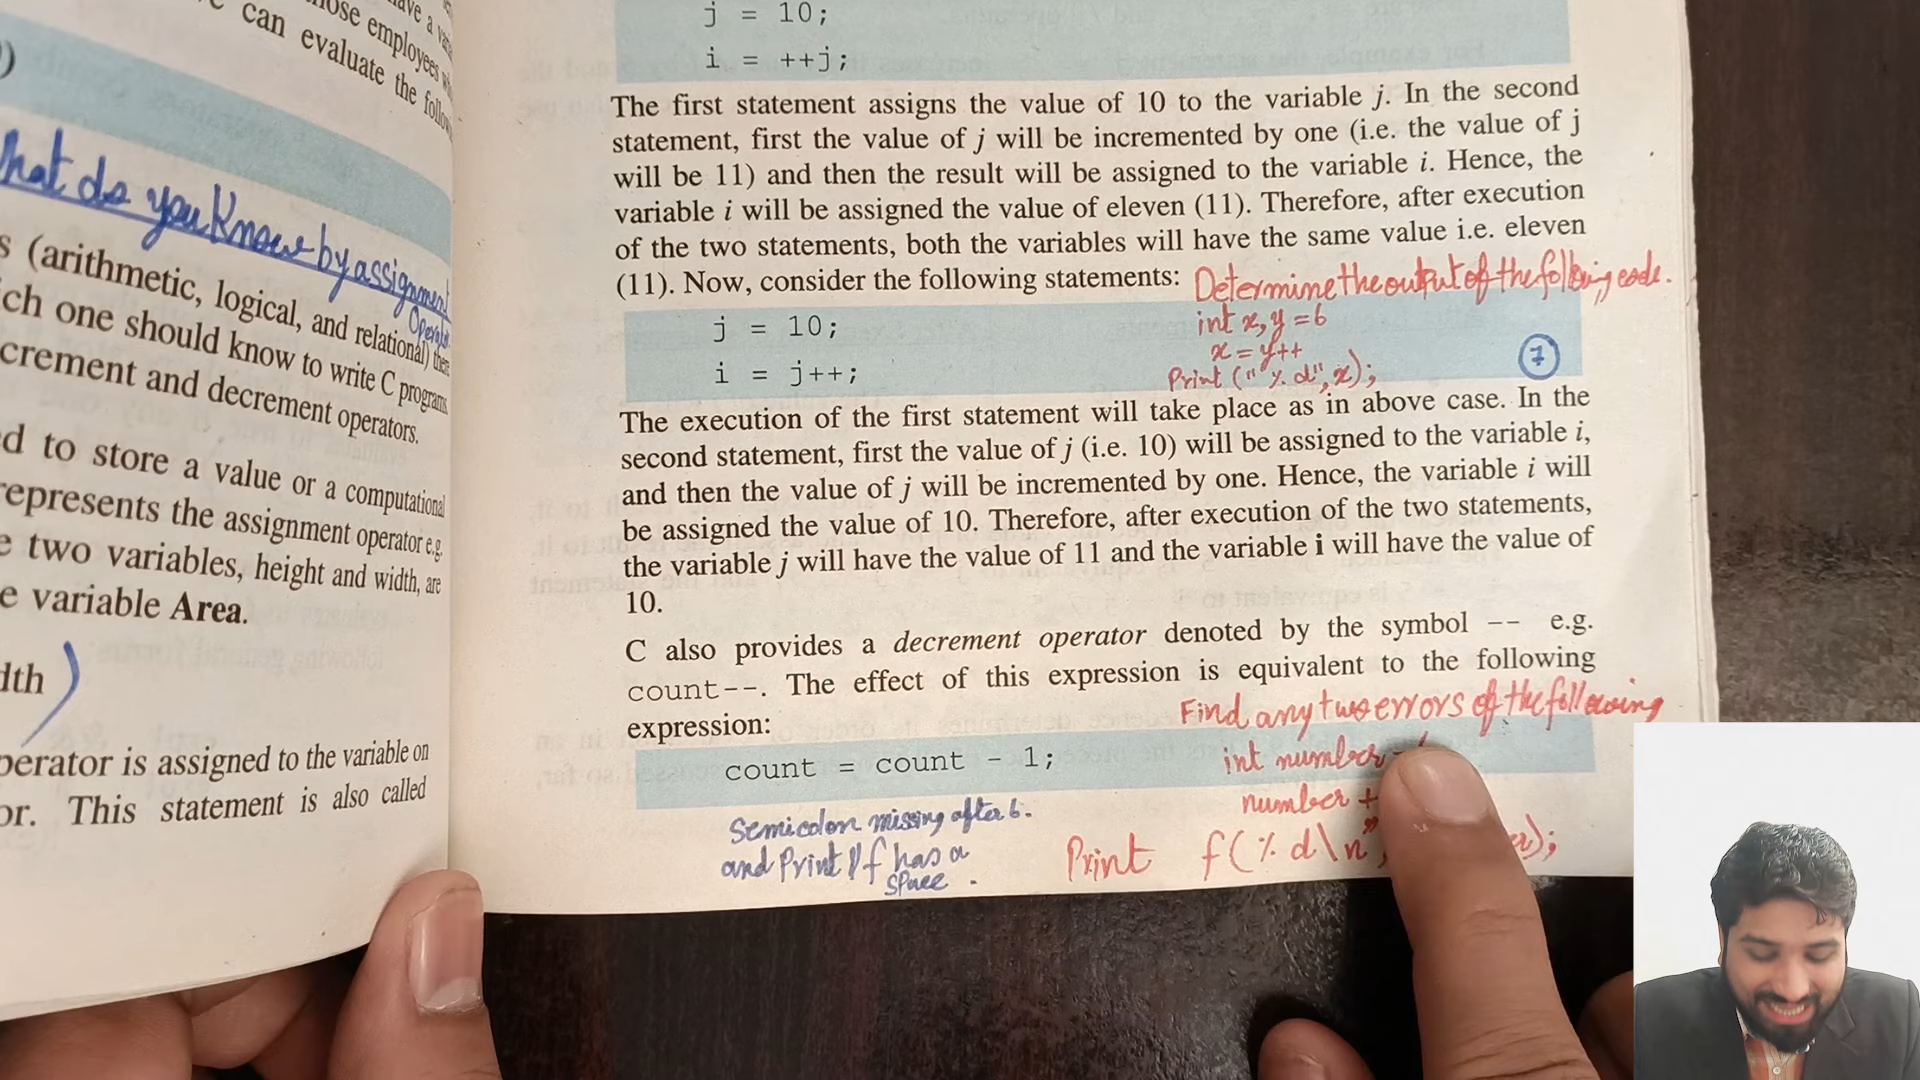 have a
those employees
can evaluate the follow
)
hat do you Know by assignment
Operator
s (arithmetic, logical, and relational) there
ch one should know to write C programs
crement and decrement operators.
d to store a value or a computational
epresents the assignment operator e.g.
e two variables, height and width, are
e variable Area.
dth )
perator is assigned to the variable on
or. This statement is also called
j = 10;
i = ++j;
The first statement assigns the value of 10 to the variable j. In the second
statement, first the value of j will be incremented by one (i.e. the value of j
will be 11) and then the result will be assigned to the variable i. Hence, the
variable i will be assigned the value of eleven (11). Therefore, after execution
of the two statements, both the variables will have the same value i.e. eleven
(11). Now, consider the following statements: Determine the output of the following code.
j = 10; int x, y = 6
x = y++
i = j++; Print (" % d", x); 7
The execution of the first statement will take place as in above case. In the
second statement, first the value of j (i.e. 10) will be assigned to the variable i,
and then the value of j will be incremented by one. Hence, the variable i will
be assigned the value of 10. Therefore, after execution of the two statements,
the variable j will have the value of 11 and the variable i will have the value of
10.
C also provides a decrement operator denoted by the symbol -- e.g.
count--. The effect of this expression is equivalent to the following
expression: Find any two errors of the following
count = count - 1; int number
number +
Semicolon missing after 6.
and Print // f has a
space .
Print f(% d\n", );